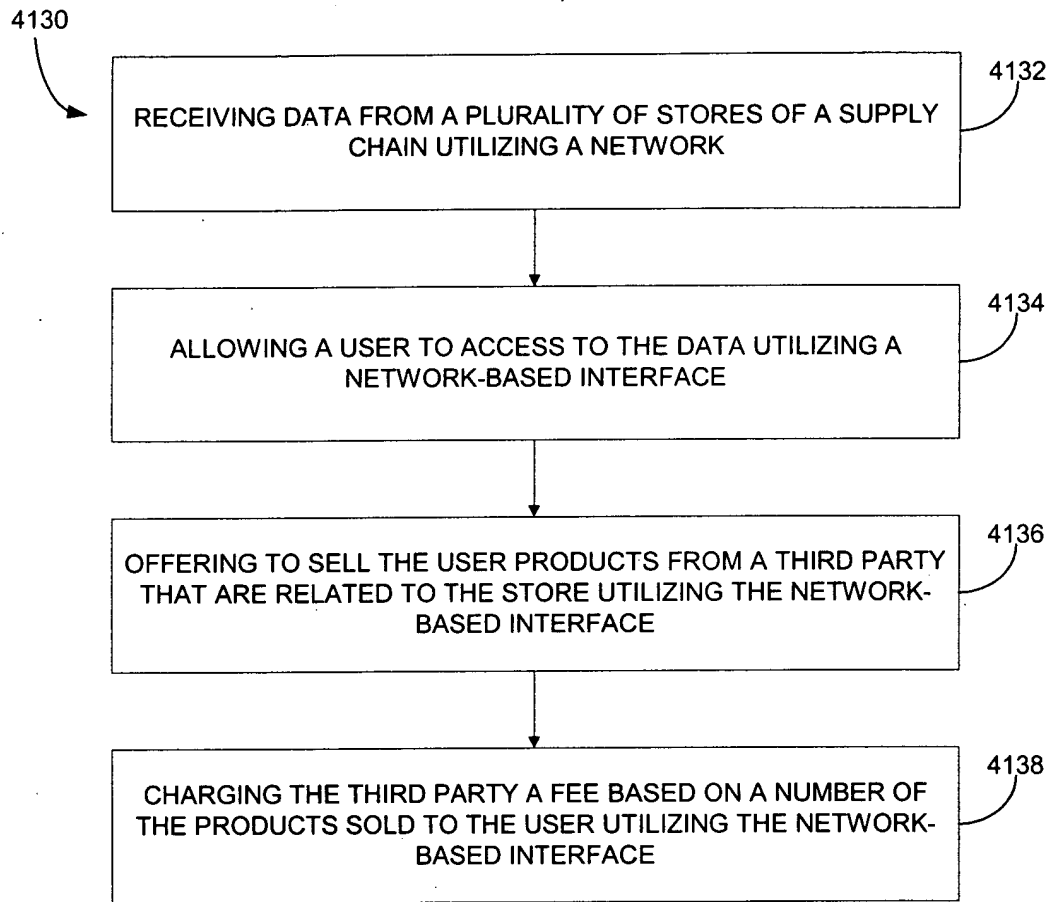 4130
4132
RECEIVING DATA FROM A PLURALITY OF STORES OF A SUPPLY
CHAIN UTILIZING A NETWORK
4134
ALLOWING A USER TO ACCESS TO THE DATA UTILIZING A
NETWORK-BASED INTERFACE
4136
OFFERING TO SELL THE USER PRODUCTS FROM A THIRD PARTY
THAT ARE RELATED TO THE STORE UTILIZING THE NETWORK-
BASED INTERFACE
4138
CHARGING THE THIRD PARTY A FEE BASED ON A NUMBER OF
THE PRODUCTS SOLD TO THE USER UTILIZING THE NETWORK-
BASED INTERFACE